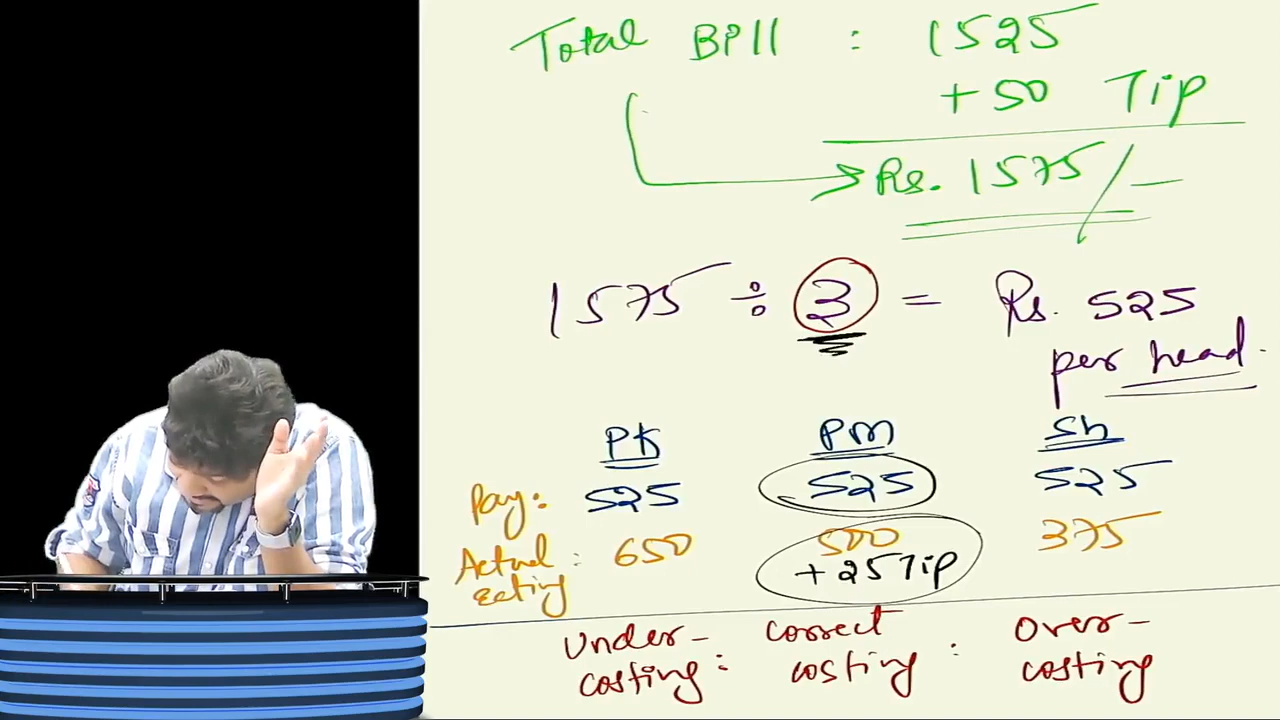 Total Bill : 1525
+ 50 Tip
Rs. 1575/-
1575 ÷ 3 = Rs. 525
per head.
PK PM Sh
Pay: 525 525 525
Actual eating : 650 500 + 25 Tip 375
Under-costing : Correct costing : Over-costing